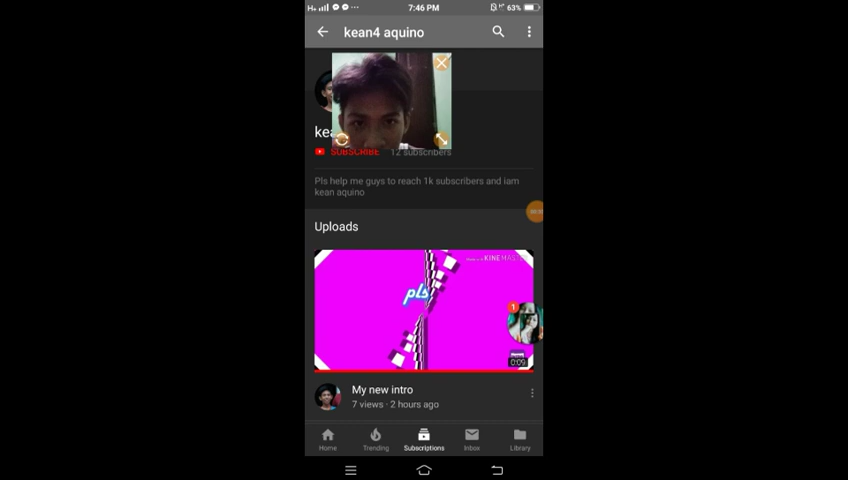 H+ 7:46 PM 63%
kean4 aquino
SUBSCRIBE 12 subscribers
Pls help me guys to reach 1k subscribers and iam
kean aquino
Uploads
KINEMASTER
pls
1
0:09
My new intro
7 views · 2 hours ago
Home Trending Subscriptions Inbox Library